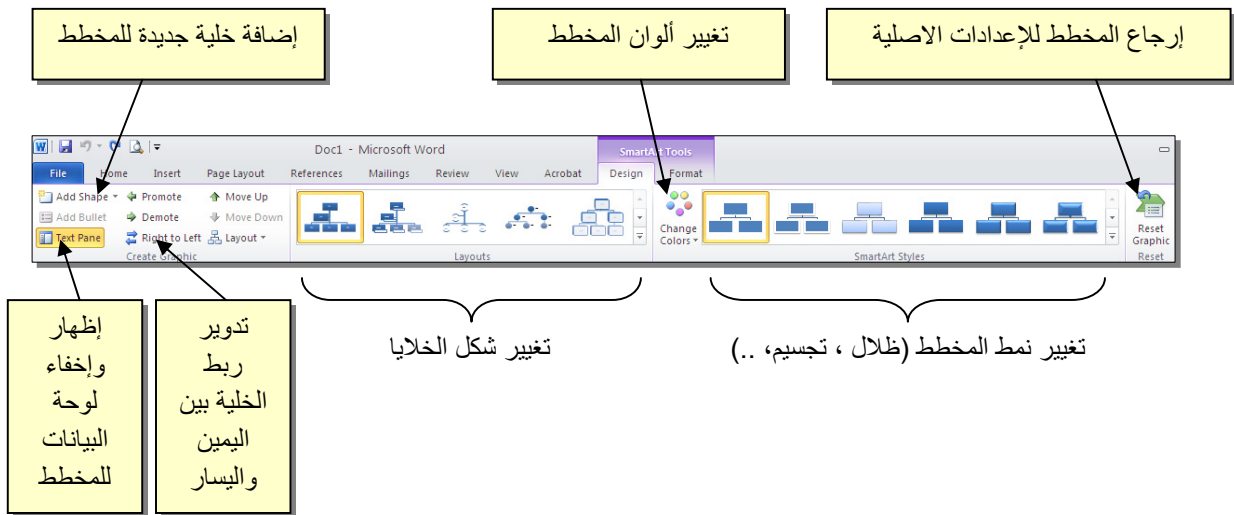 إضافة خلية جديدة للمخطط
تغيير ألوان المخطط
إرجاع المخطط للإعدادات الاصلية
Doc1 - Microsoft Word
SmartArt Tools
File Home Insert Page Layout References Mailings Review View Acrobat Design Format
Add Shape Promote Move Up
Add Bullet Demote Move Down
Text Pane Right to Left Layout
Change
Colors
Reset
Graphic
Create Graphic Layouts SmartArt Styles Reset
إظهار
وإخفاء
لوحة
البيانات
للمخطط
تدوير
ربط
الخلية بين
اليمين
واليسار
تغيير شكل الخلايا
تغيير نمط المخطط (ظلال ، تجسيم، ..)